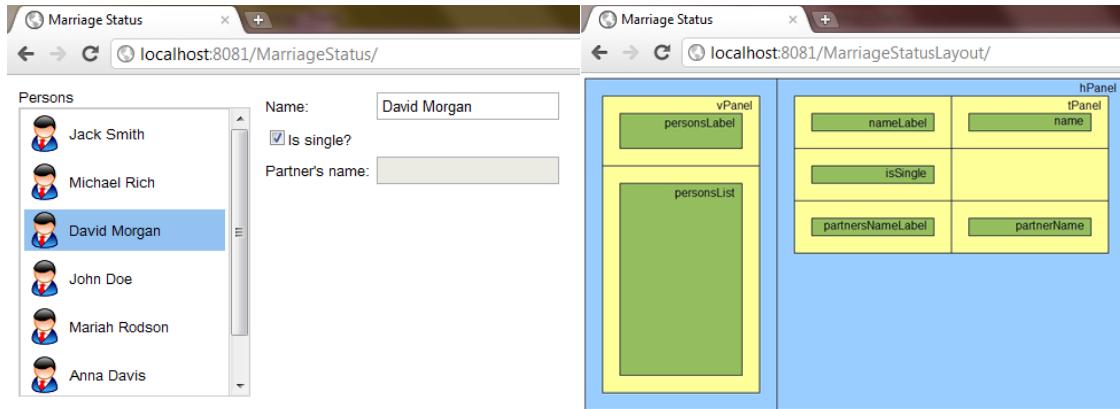 Marriage Status
localhost:8081/MarriageStatus/
Persons
Jack Smith
Michael Rich
David Morgan
John Doe
Mariah Rodson
Anna Davis
Name:
David Morgan
Is single?
Partner's name:
Marriage Status
localhost:8081/MarriageStatusLayout/
hPanel
vPanel
personsLabel
personsList
tPanel
nameLabel
name
isSingle
partnersNameLabel
partnerName